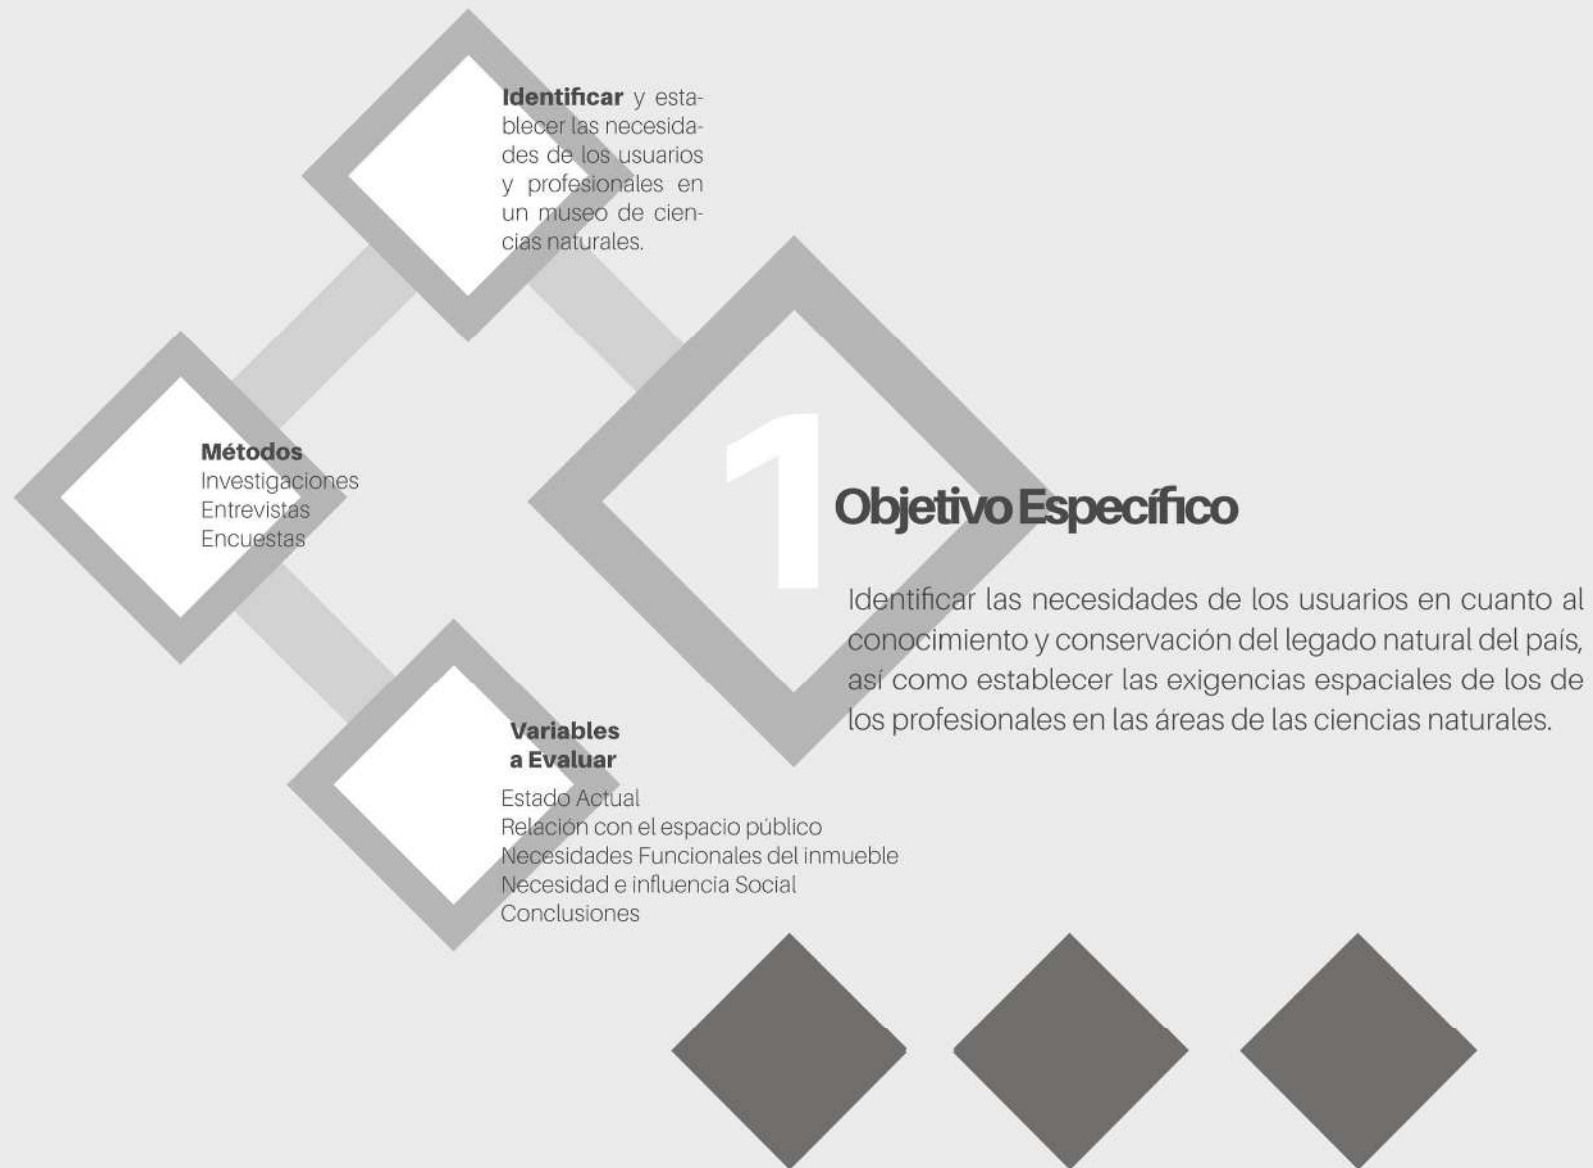 Identificar y esta-
blecer las necesida-
des de los usuarios
y profesionales en
un museo de cien-
cias naturales.
Métodos
Investigaciones
Entrevistas
Encuestas
1
Objetivo Específico
Identificar las necesidades de los usuarios en cuanto al
conocimiento y conservación del legado natural del país,
así como establecer las exigencias espaciales de los de
los profesionales en las áreas de las ciencias naturales.
Variables
a Evaluar
Estado Actual
Relación con el espacio público
Necesidades Funcionales del inmueble
Necesidad e influencia Social
Conclusiones